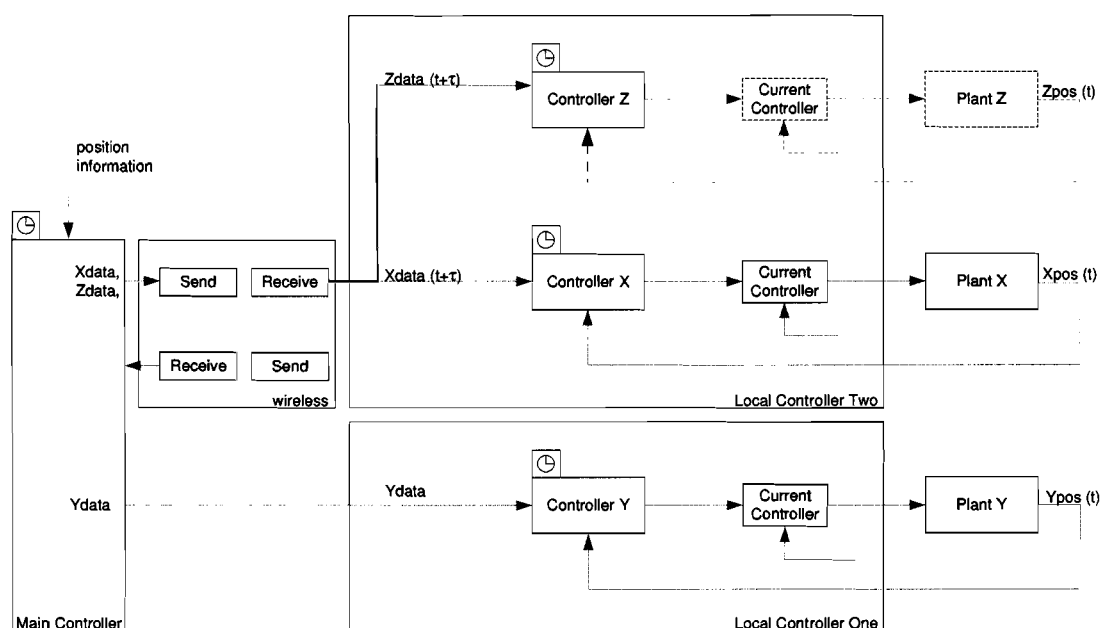 Zdata (t+τ)
Controller Z
Current
Controller
Plant Z
Zpos (t)
position
information
Xdata,
Zdata,
Send
Receive
Xdata (t+τ)
Controller X
Current
Controller
Plant X
Xpos (t)
Receive
Send
wireless
Local Controller Two
Ydata
Ydata
Controller Y
Current
Controller
Plant Y
Ypos (t)
Main Controller
Local Controller One